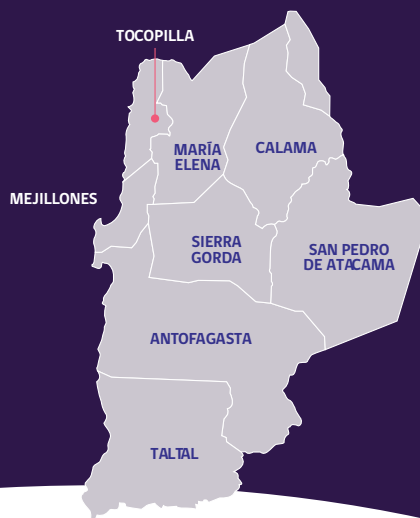 TOCOPILLA
MARÍA
ELENA
CALAMA
MEJILLONES
SIERRA
GORDA
SAN PEDRO
DE ATACAMA
ANTOFAGASTA
TALTAL